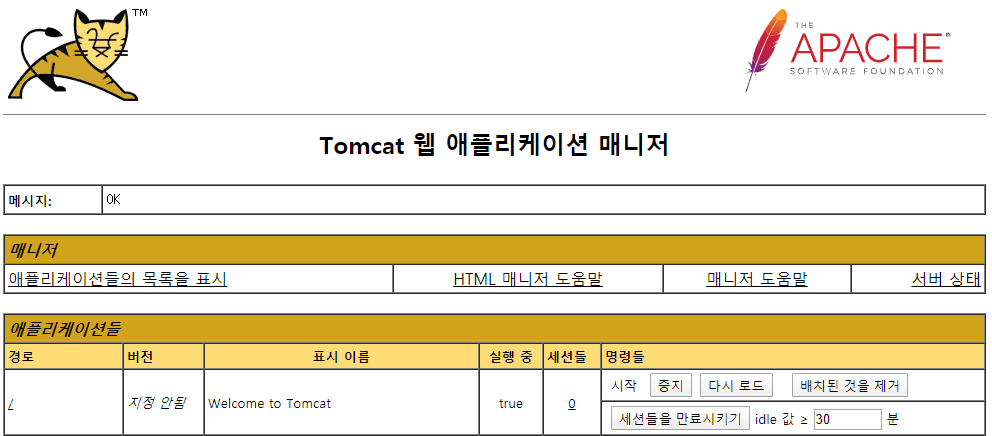 TM
THE
APACHE®
SOFTWARE FOUNDATION
Tomcat 웹 애플리케이션 매니저
메시지: OK
매니저
애플리케이션들의 목록을 표시 HTML 매니저 도움말 매니저 도움말 서버 상태
애플리케이션들
경로 버전 표시 이름 실행 중 세션들 명령들
/ 지정 안됨 Welcome to Tomcat true 0 시작 중지 다시 로드 배치된 것을 제거
세션들을 만료시키기 idle 값 ≥ 30 분